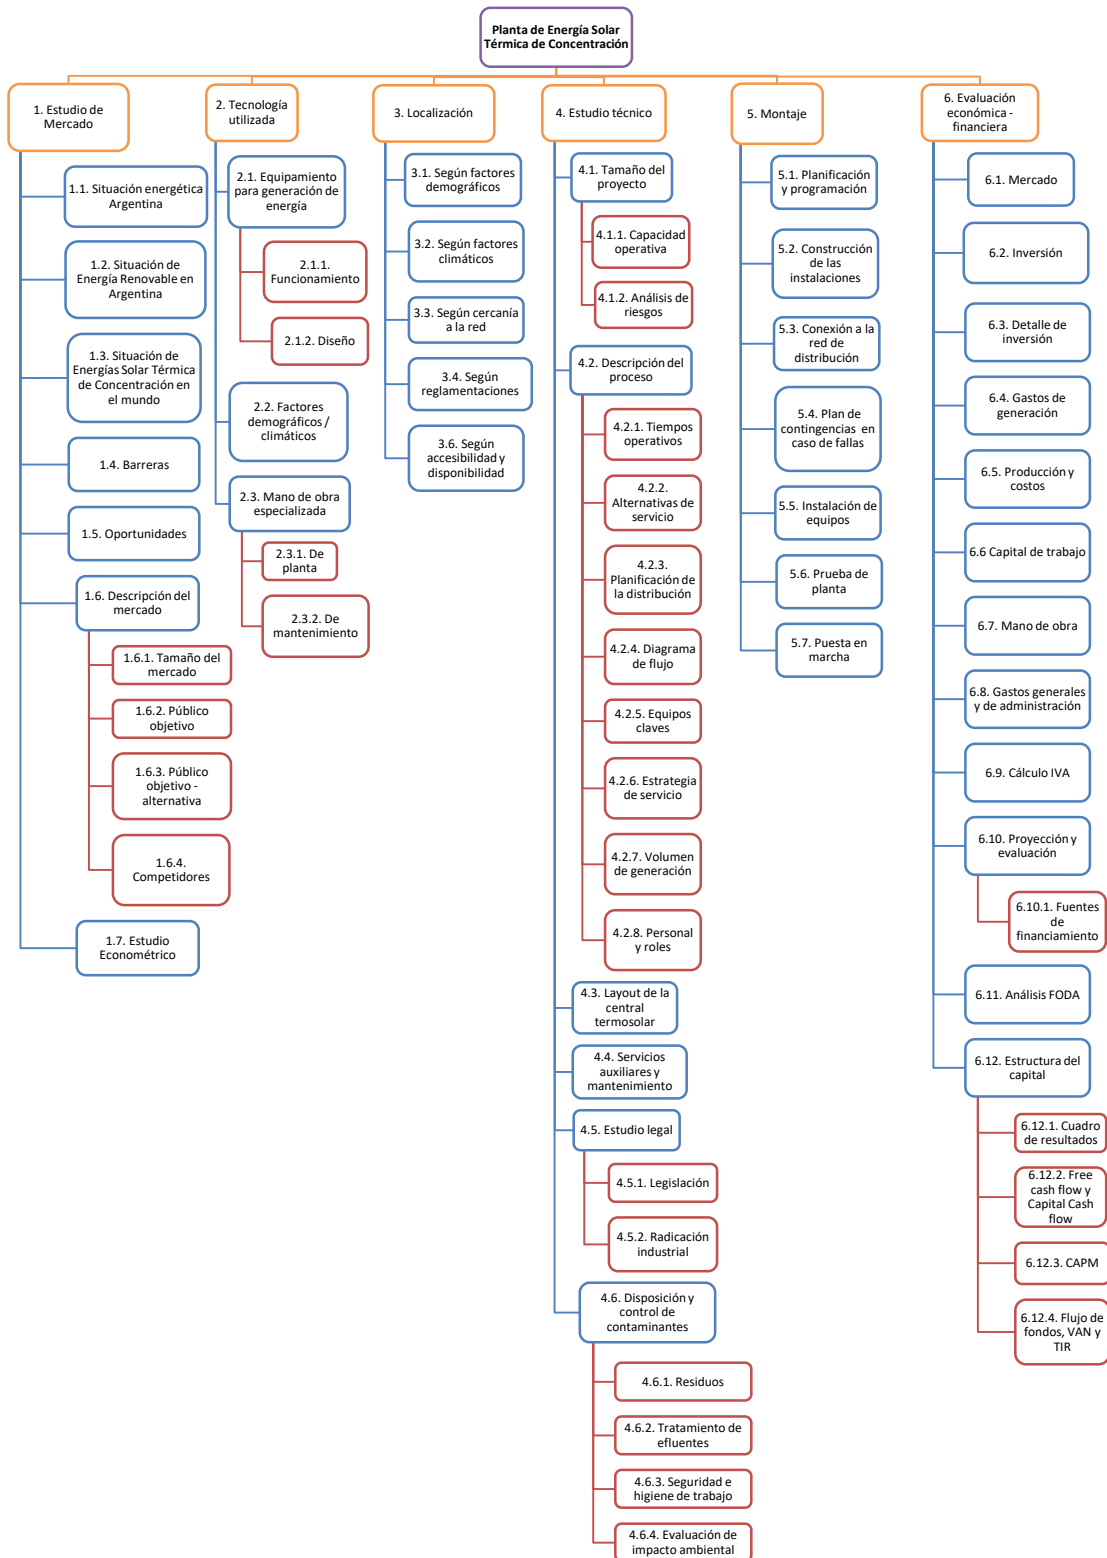 Planta de Energía Solar
Térmica de Concentración
1. Estudio de
Mercado
1.1. Situación energética
Argentina
1.2. Situación de
Energía Renovable en
Argentina
1.3. Situación de
Energías Solar Térmica
de Concentración en
el mundo
1.4. Barreras
1.5. Oportunidades
1.6. Descripción del
mercado
1.6.1. Tamaño del
mercado
1.6.2. Público
objetivo
1.6.3. Público
objetivo -
alternativa
1.6.4.
Competidores
1.7. Estudio
Econométrico
2. Tecnología
utilizada
2.1. Equipamiento
para generación de
energía
2.1.1.
Funcionamiento
2.1.2. Diseño
2.2. Factores
demográficos /
climáticos
2.3. Mano de obra
especializada
2.3.1. De
planta
2.3.2. De
mantenimiento
3. Localización
3.1. Según factores
demográficos
3.2. Según factores
climáticos
3.3. Según cercanía
a la red
3.4. Según
reglamentaciones
3.6. Según
accesibilidad y
disponibilidad
4. Estudio técnico
4.1. Tamaño del
proyecto
4.1.1. Capacidad
operativa
4.1.2. Análisis de
riesgos
4.2. Descripción del
proceso
4.2.1. Tiempos
operativos
4.2.2.
Alternativas de
servicio
4.2.3.
Planificación de
la distribución
4.2.4. Diagrama
de flujo
4.2.5. Equipos
claves
4.2.6. Estrategia
de servicio
4.2.7. Volumen
de generación
4.2.8. Personal
y roles
4.3. Layout de la
central
termosolar
4.4. Servicios
auxiliares y
mantenimiento
4.5. Estudio legal
4.5.1. Legislación
4.5.2. Radicación
industrial
4.6. Disposición y
control de
contaminantes
4.6.1. Residuos
4.6.2. Tratamiento de
efluentes
4.6.3. Seguridad e
higiene de trabajo
4.6.4. Evaluación de
impacto ambiental
5. Montaje
5.1. Planificación
y programación
5.2. Construcción
de las
instalaciones
5.3. Conexión a la
red de
distribución
5.4. Plan de
contingencias en
caso de fallas
5.5. Instalación de
equipos
5.6. Prueba de
planta
5.7. Puesta en
marcha
6. Evaluación
económica -
financiera
6.1. Mercado
6.2. Inversión
6.3. Detalle de
inversión
6.4. Gastos de
generación
6.5. Producción y
costos
6.6 Capital de trabajo
6.7. Mano de obra
6.8. Gastos generales
y de administración
6.9. Cálculo IVA
6.10. Proyección y
evaluación
6.10.1. Fuentes
de
financiamiento
6.11. Análisis FODA
6.12. Estructura del
capital
6.12.1. Cuadro
de resultados
6.12.2. Free
cash flow y
Capital Cash
flow
6.12.3. CAPM
6.12.4. Flujo de
fondos, VAN y
TIR